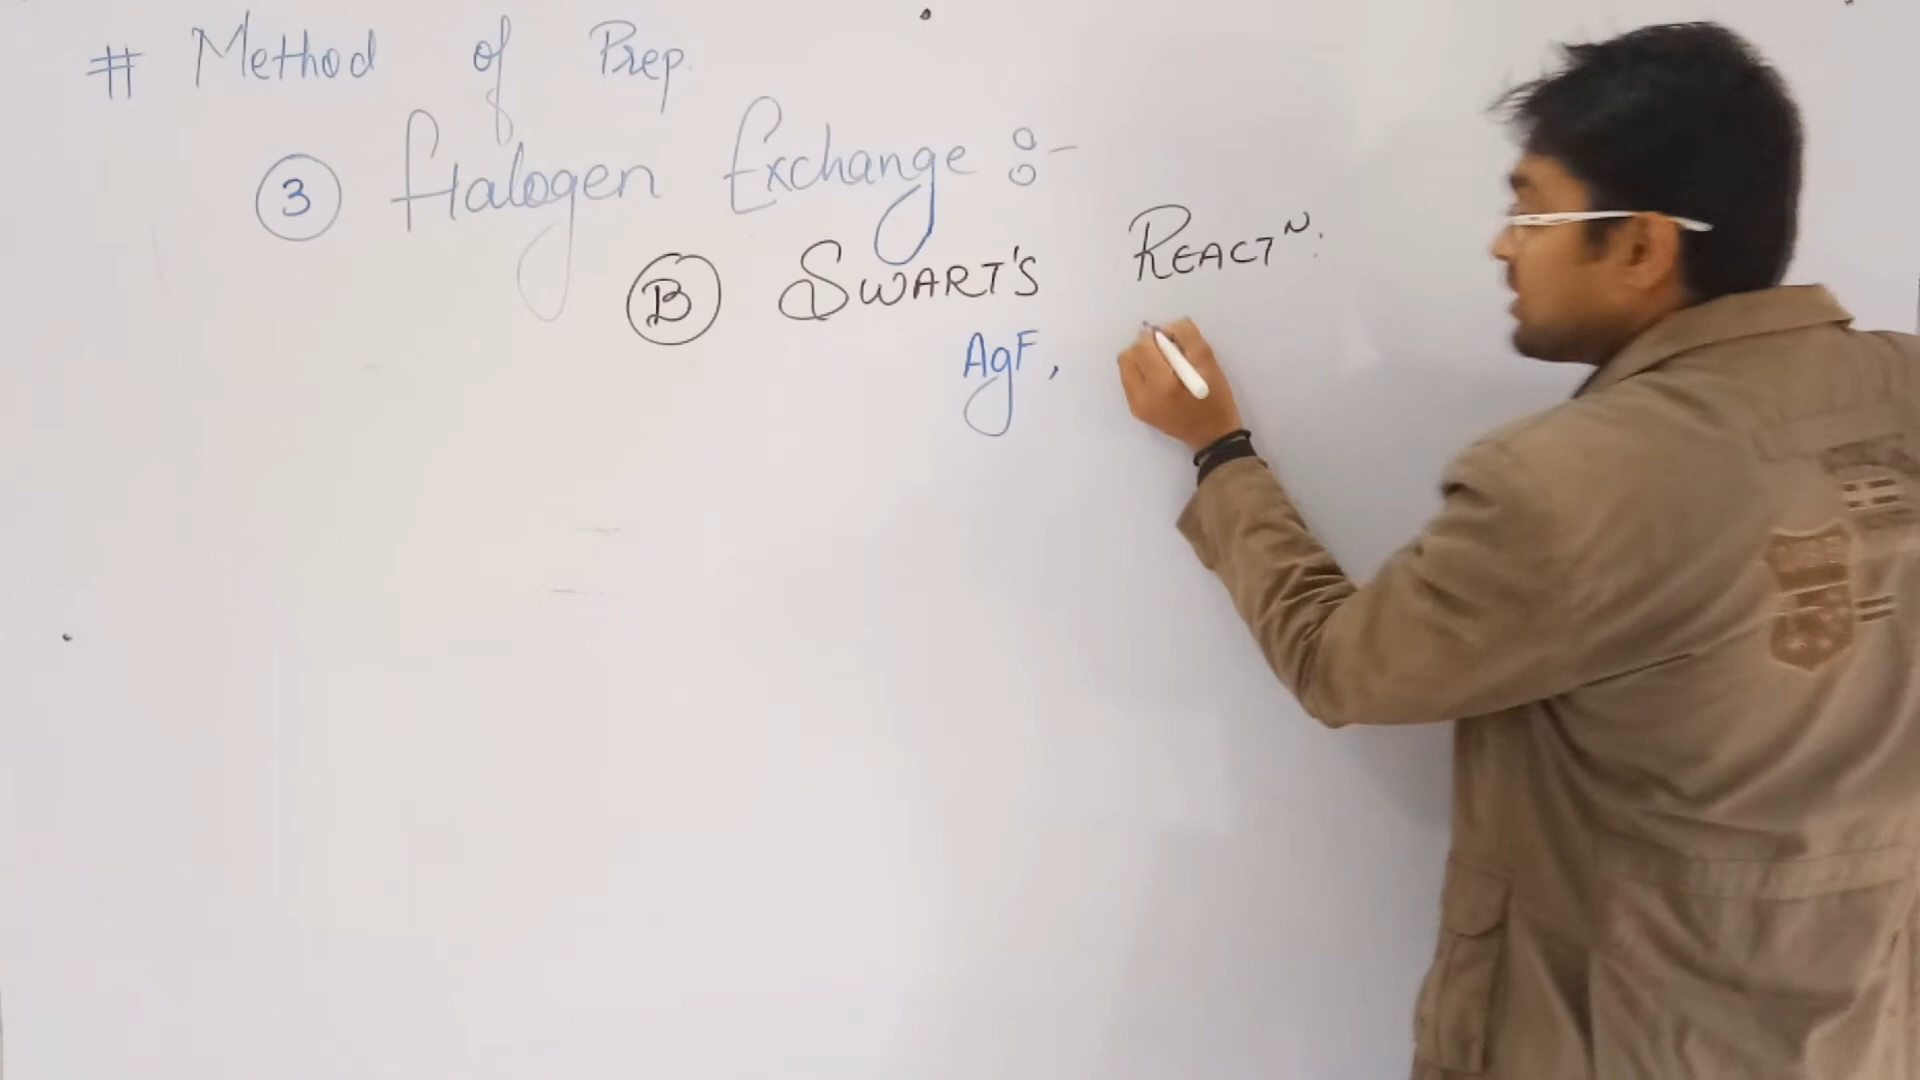 # Method of Prep.
3 Halogen Exchange :-
B SWART'S REACTᴺ.
AgF,